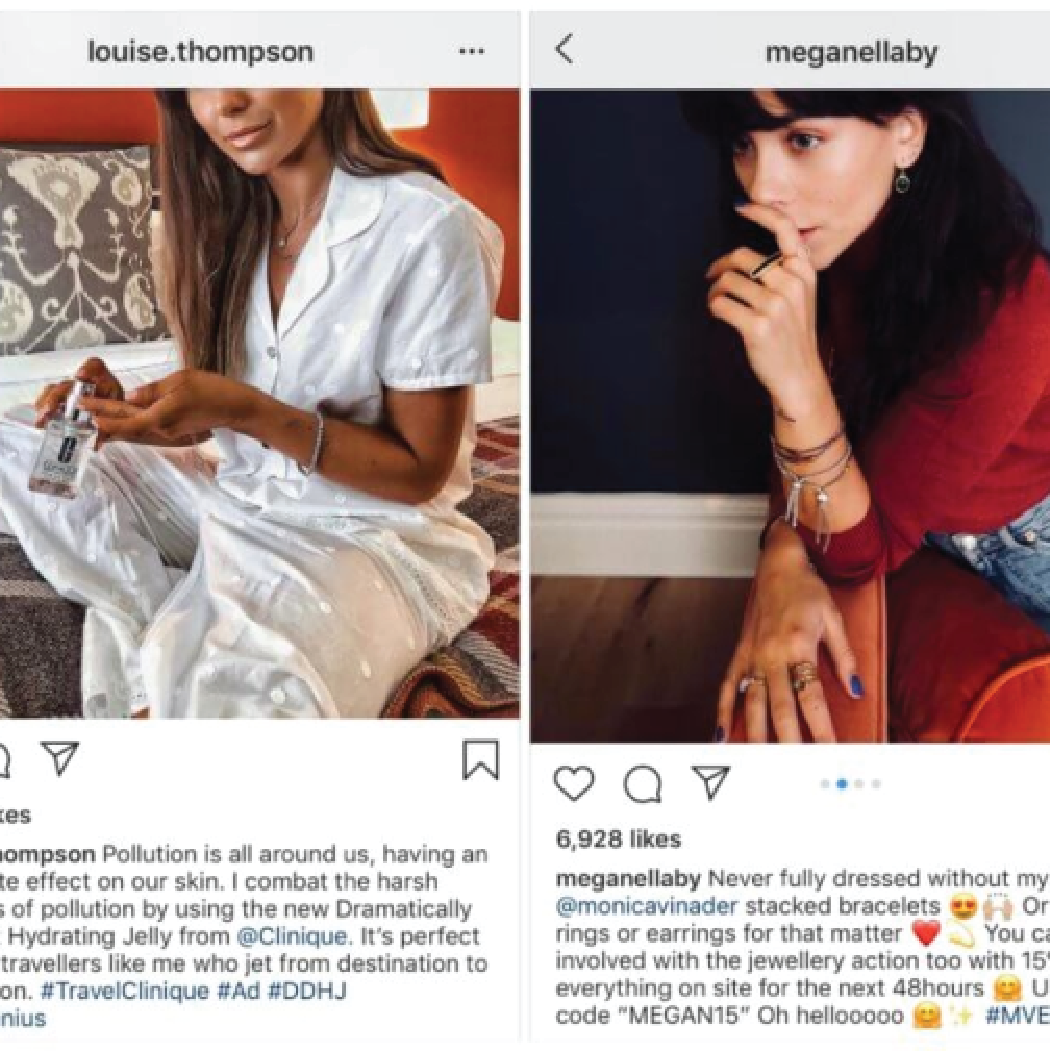 louise.thompson
kes
hompson Pollution is all around us, having an
te effect on our skin. I combat the harsh
s of pollution by using the new Dramatically
t Hydrating Jelly from @Clinique. It's perfect
travellers like me who jet from destination to
on. #TravelClinique #Ad #DDHJ
nius
meganellaby
6,928 likes
meganellaby Never fully dressed without my
@monicavinader stacked bracelets 😍🙌🏻 Or
rings or earrings for that matter ❤️💫 You ca
involved with the jewellery action too with 15%
everything on site for the next 48hours 🤗 U
code “MEGAN15” Oh hellooooo 🤗✨ #MVE